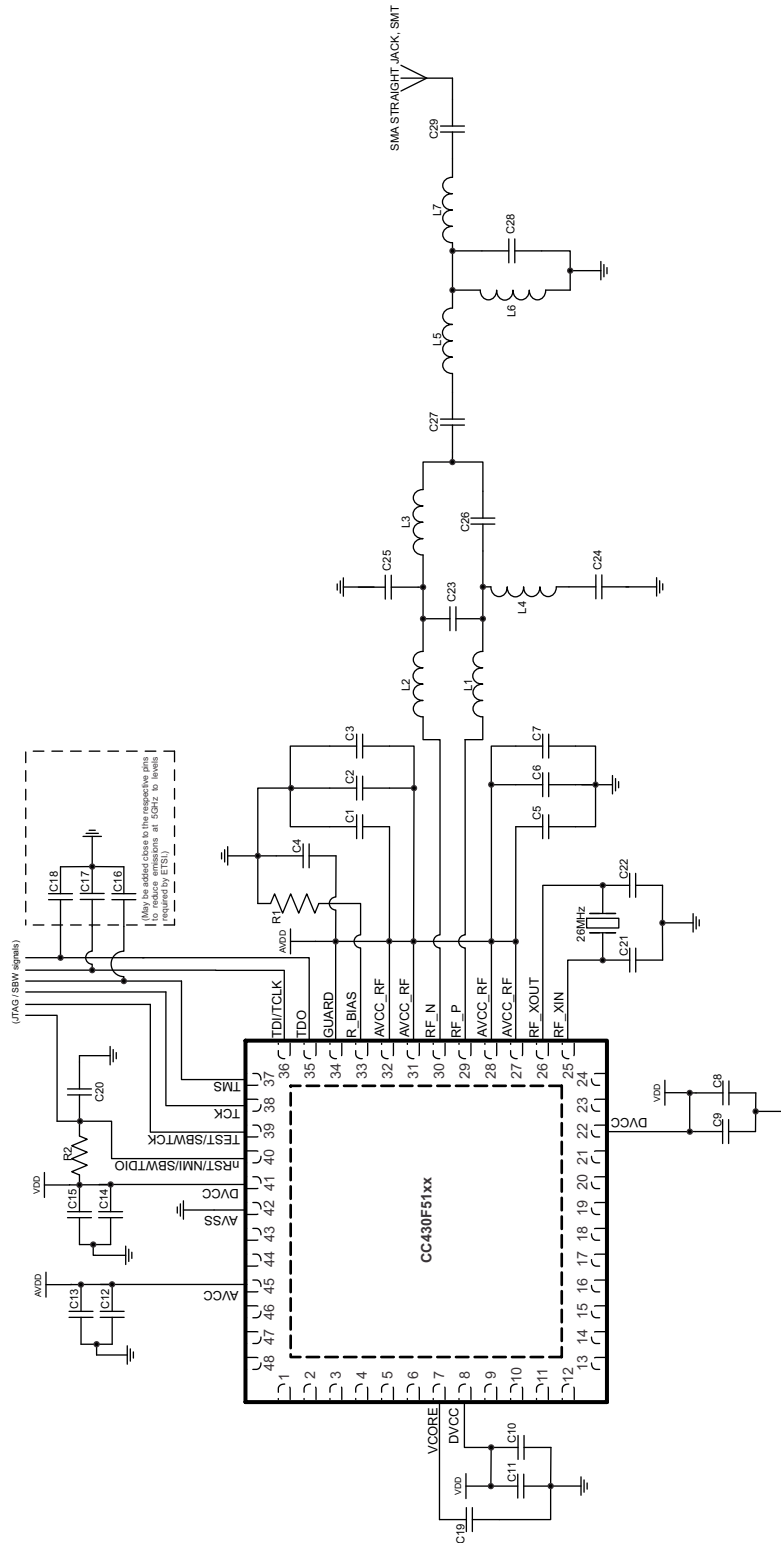 SMA STRAIGHT JACK, SMT
C29
L7
C28
L6
L5
C27
L3
C26
C25
C23
L4
C24
L2
L1
C3
C2
C1
C4
R1
AVDD
C7
C6
C5
C22
26MHz
C21
(May be added close to the respective pins
to reduce emissions at 5GHz to levels
required by ETSI.)
C18
C17
C16
(JTAG / SBW signals)
TDI/TCLK
TDO
GUARD
R_BIAS
AVCC_RF
AVCC_RF
RF_N
RF_P
AVCC_RF
AVCC_RF
RF_XOUT
RF_XIN
36
35
34
33
32
31
30
29
28
27
26
25
C20
R2
VDD
C15
C14
AVDD
C13
C12
TMS
TCK
TEST/SBWTCK
nRST/NMI/SBWTDIO
DVCC
AVSS
AVCC
37
38
39
40
41
42
43
44
45
46
47
48
CC430F51xx
24
23
22
21
20
19
18
17
16
15
14
13
DVCC
VDD
C8
C9
1
2
3
4
5
6
7
8
9
10
11
12
VCORE
DVCC
VDD
C10
C11
C19